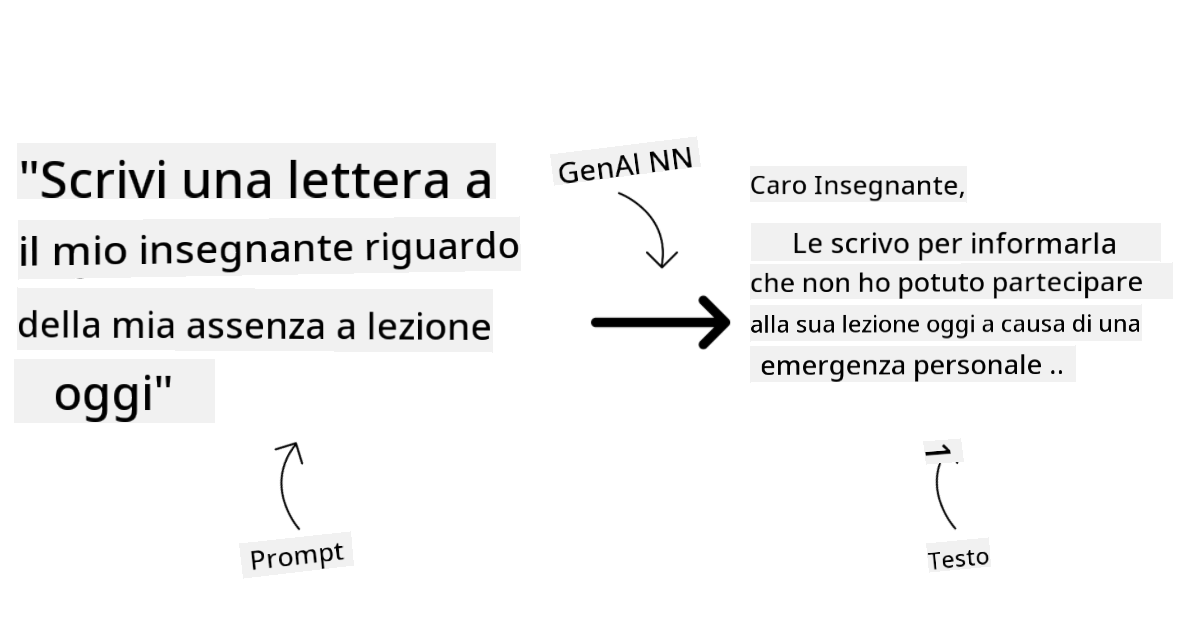 "Scrivi una lettera a
il mio insegnante riguardo
della mia assenza a lezione
oggi"
Prompt
GenAI NN
Caro Insegnante,
Le scrivo per informarla
che non ho potuto partecipare
alla sua lezione oggi a causa di una
emergenza personale ..
Testo